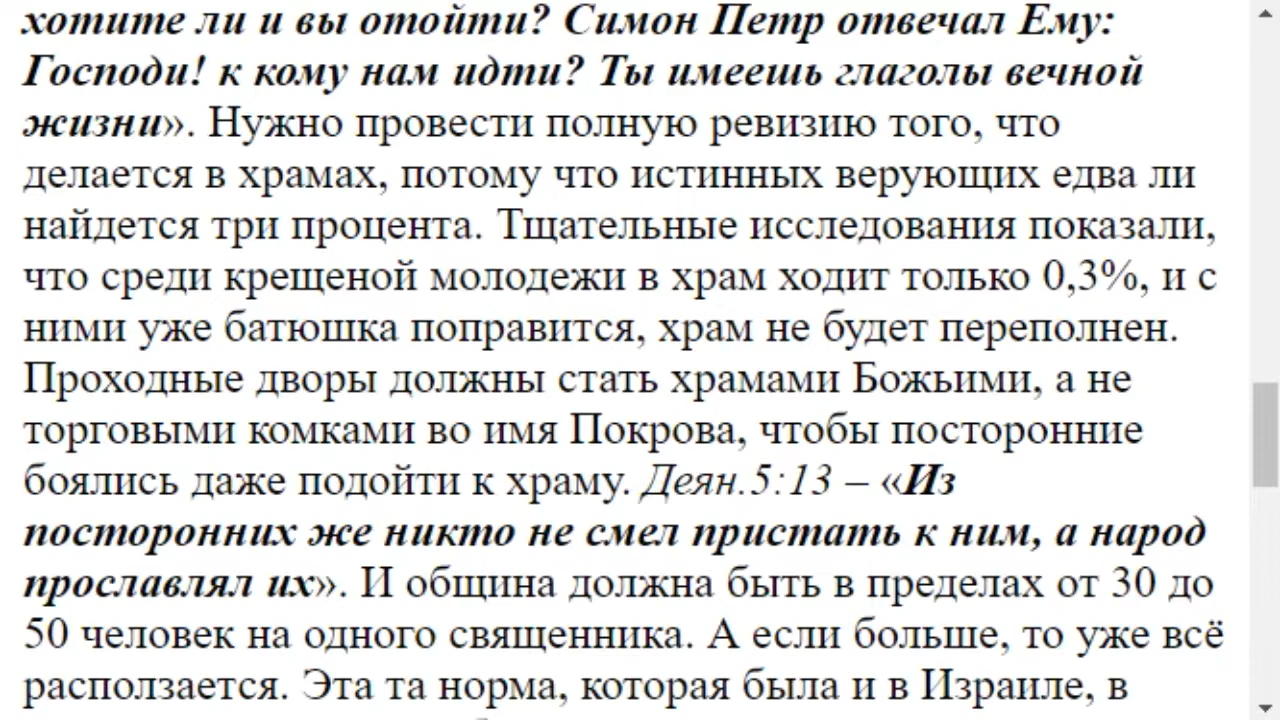 хотите ли и вы отойти? Симон Петр отвечал Ему:
Господи! к кому нам идти? Ты имеешь глаголы вечной
жизни». Нужно провести полную ревизию того, что
делается в храмах, потому что истинных верующих едва ли
найдется три процента. Тщательные исследования показали,
что среди крещеной молодежи в храм ходит только 0,3%, и с
ними уже батюшка поправится, храм не будет переполнен.
Проходные дворы должны стать храмами Божьими, а не
торговыми комками во имя Покрова, чтобы посторонние
боялись даже подойти к храму. Деян.5:13 – «Из
посторонних же никто не смел пристать к ним, а народ
прославлял их». И община должна быть в пределах от 30 до
50 человек на одного священника. А если больше, то уже всё
расползается. Эта та норма, которая была и в Израиле, в